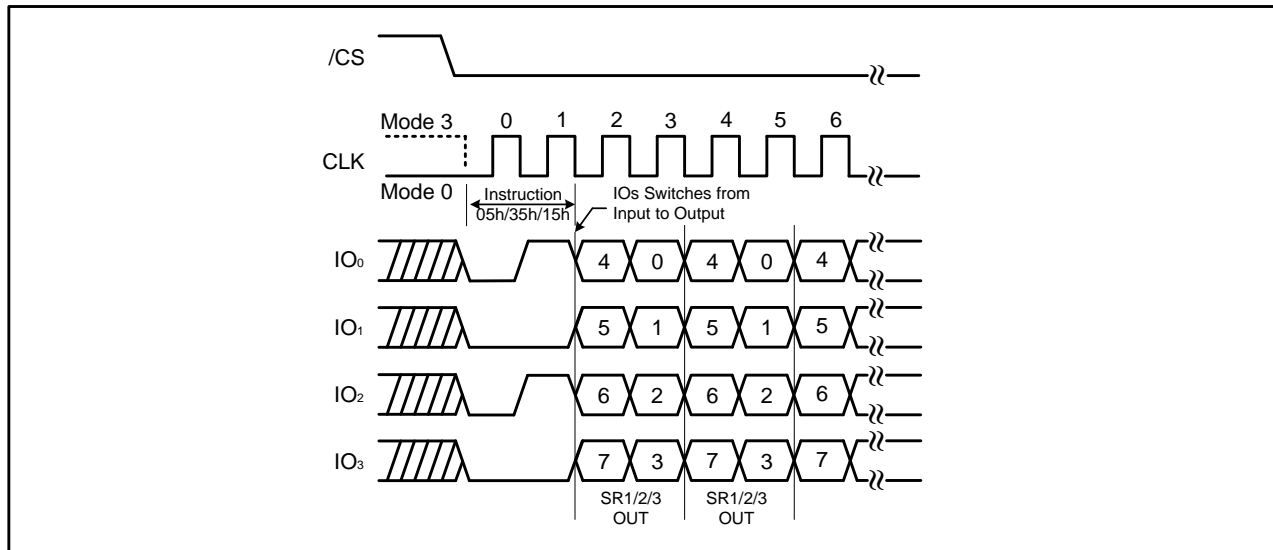 /CS
Mode 3 0 1 2 3 4 5 6
CLK
Mode 0
Instruction
05h/35h/15h
IOs Switches from
Input to Output
IO0 4 0 4 0 4
IO1 5 1 5 1 5
IO2 6 2 6 2 6
IO3 7 3 7 3 7
SR1/2/3
OUT
SR1/2/3
OUT